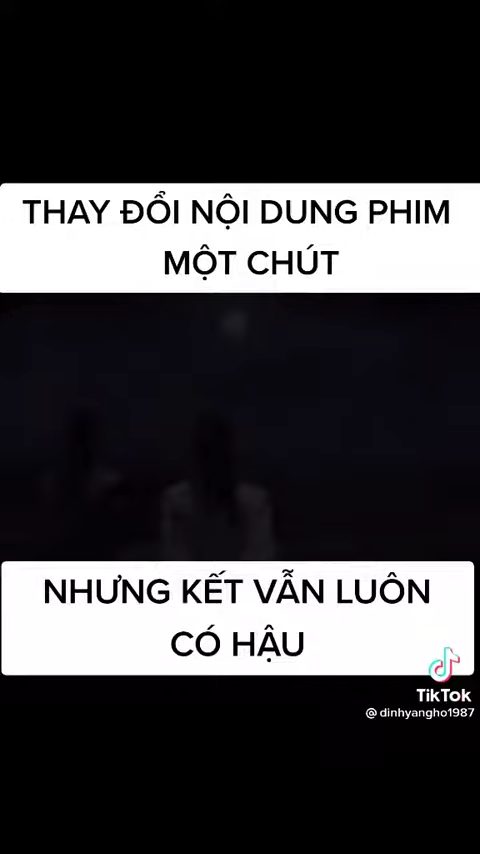 THAY ĐỔI NỘI DUNG PHIM
MỘT CHÚT
NHƯNG KẾT VẪN LUÔN
CÓ HẬU
TikTok
@dinhyangho1987